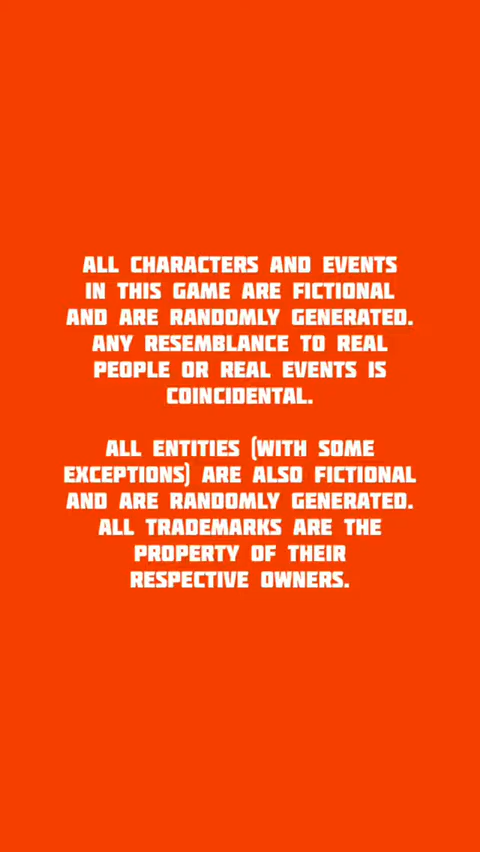 ALL CHARACTERS AND EVENTS
IN THIS GAME ARE FICTIONAL
AND ARE RANDOMLY GENERATED.
ANY RESEMBLANCE TO REAL
PEOPLE OR REAL EVENTS IS
COINCIDENTAL.
ALL ENTITIES (WITH SOME
EXCEPTIONS) ARE ALSO FICTIONAL
AND ARE RANDOMLY GENERATED.
ALL TRADEMARKS ARE THE
PROPERTY OF THEIR
RESPECTIVE OWNERS.